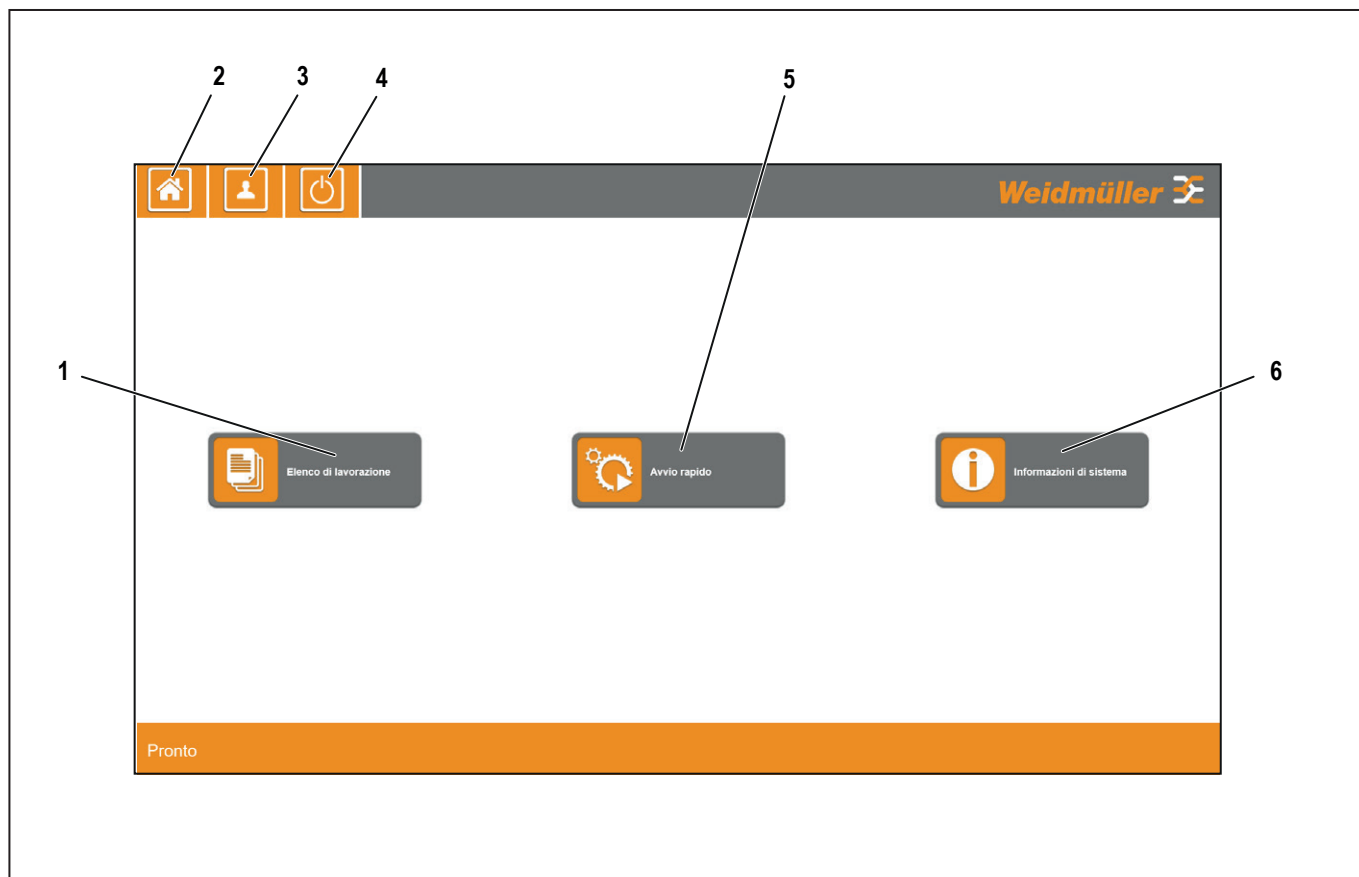 2 3 4 5
Weidmüller
1
6
Elenco di lavorazione
Avvio rapido
Informazioni di sistema
Pronto